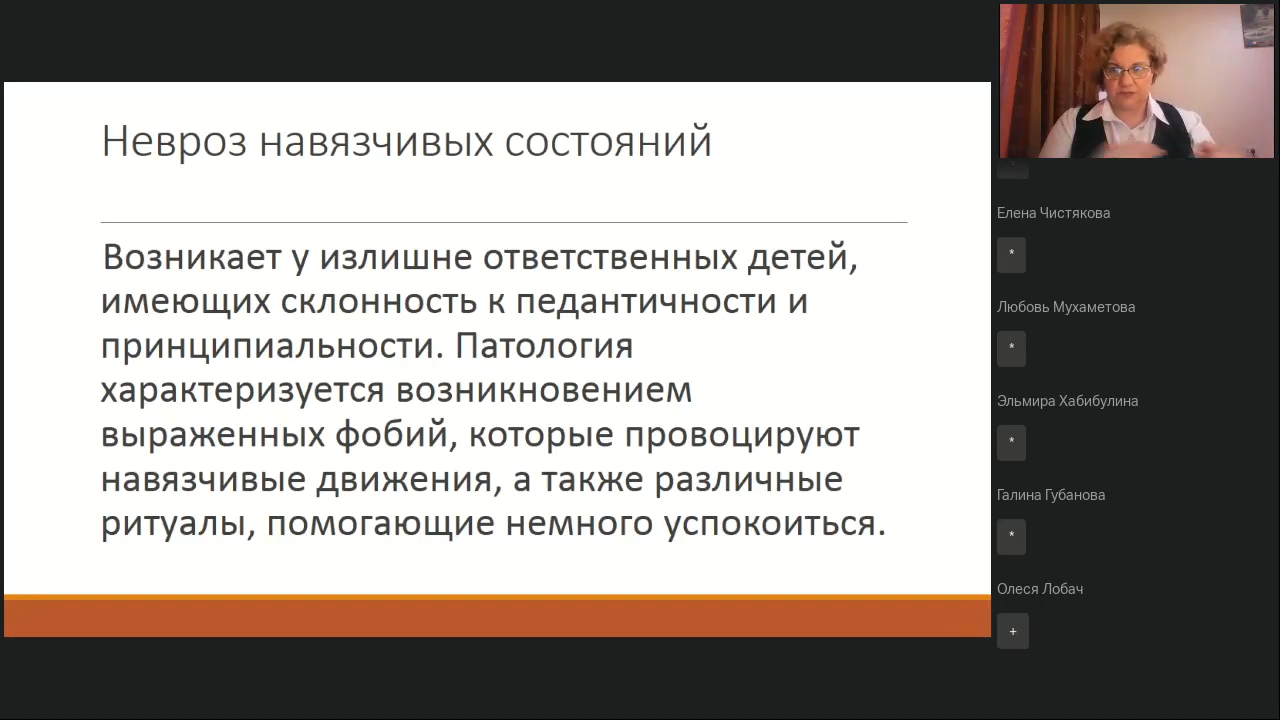 Невроз навязчивых состояний
Возникает у излишне ответственных детей,
имеющих склонность к педантичности и
принципиальности. Патология
характеризуется возникновением
выраженных фобий, которые провоцируют
навязчивые движения, а также различные
ритуалы, помогающие немного успокоиться.
Елена Чистякова
*
Любовь Мухаметова
*
Эльмира Хабибулина
*
Галина Губанова
*
Олеся Лобач
+